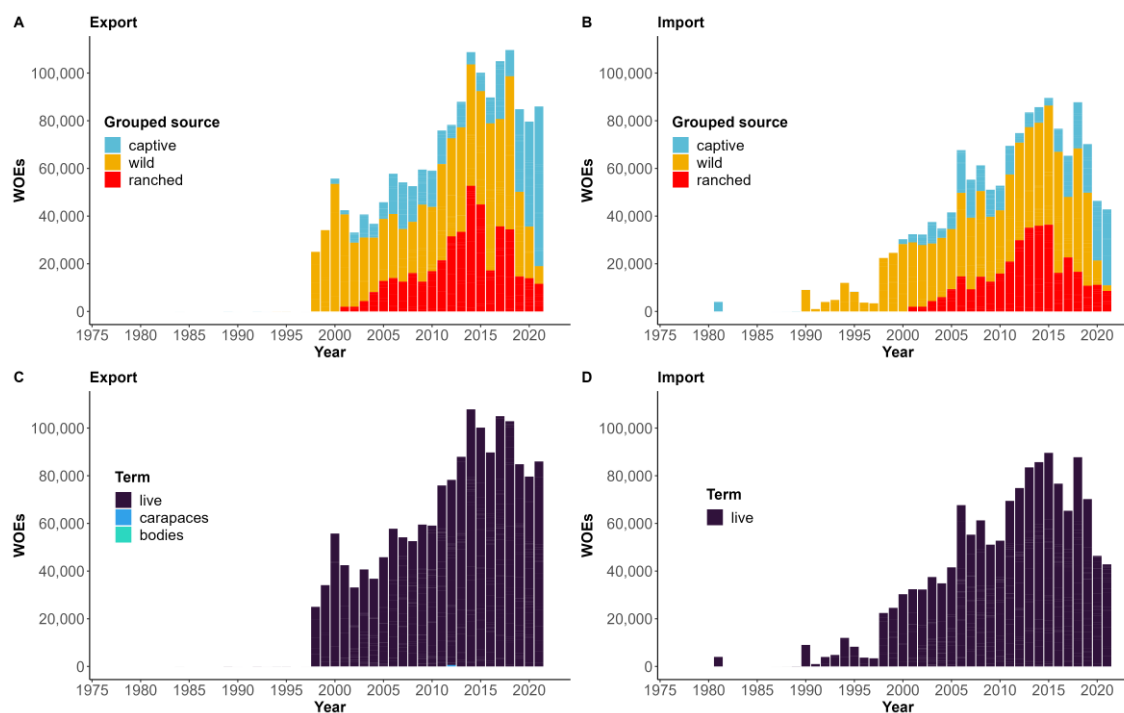 A Export
100,000
80,000
60,000
40,000
20,000
0
WOEs
Grouped source
captive
wild
ranched
1975 1980 1985 1990 1995 2000 2005 2010 2015 2020
Year
B Import
100,000
80,000
60,000
40,000
20,000
0
WOEs
Grouped source
captive
wild
ranched
1975 1980 1985 1990 1995 2000 2005 2010 2015 2020
Year
C Export
100,000
80,000
60,000
40,000
20,000
0
WOEs
Term
live
carapaces
bodies
1975 1980 1985 1990 1995 2000 2005 2010 2015 2020
Year
D Import
100,000
80,000
60,000
40,000
20,000
0
WOEs
Term
live
1975 1980 1985 1990 1995 2000 2005 2010 2015 2020
Year